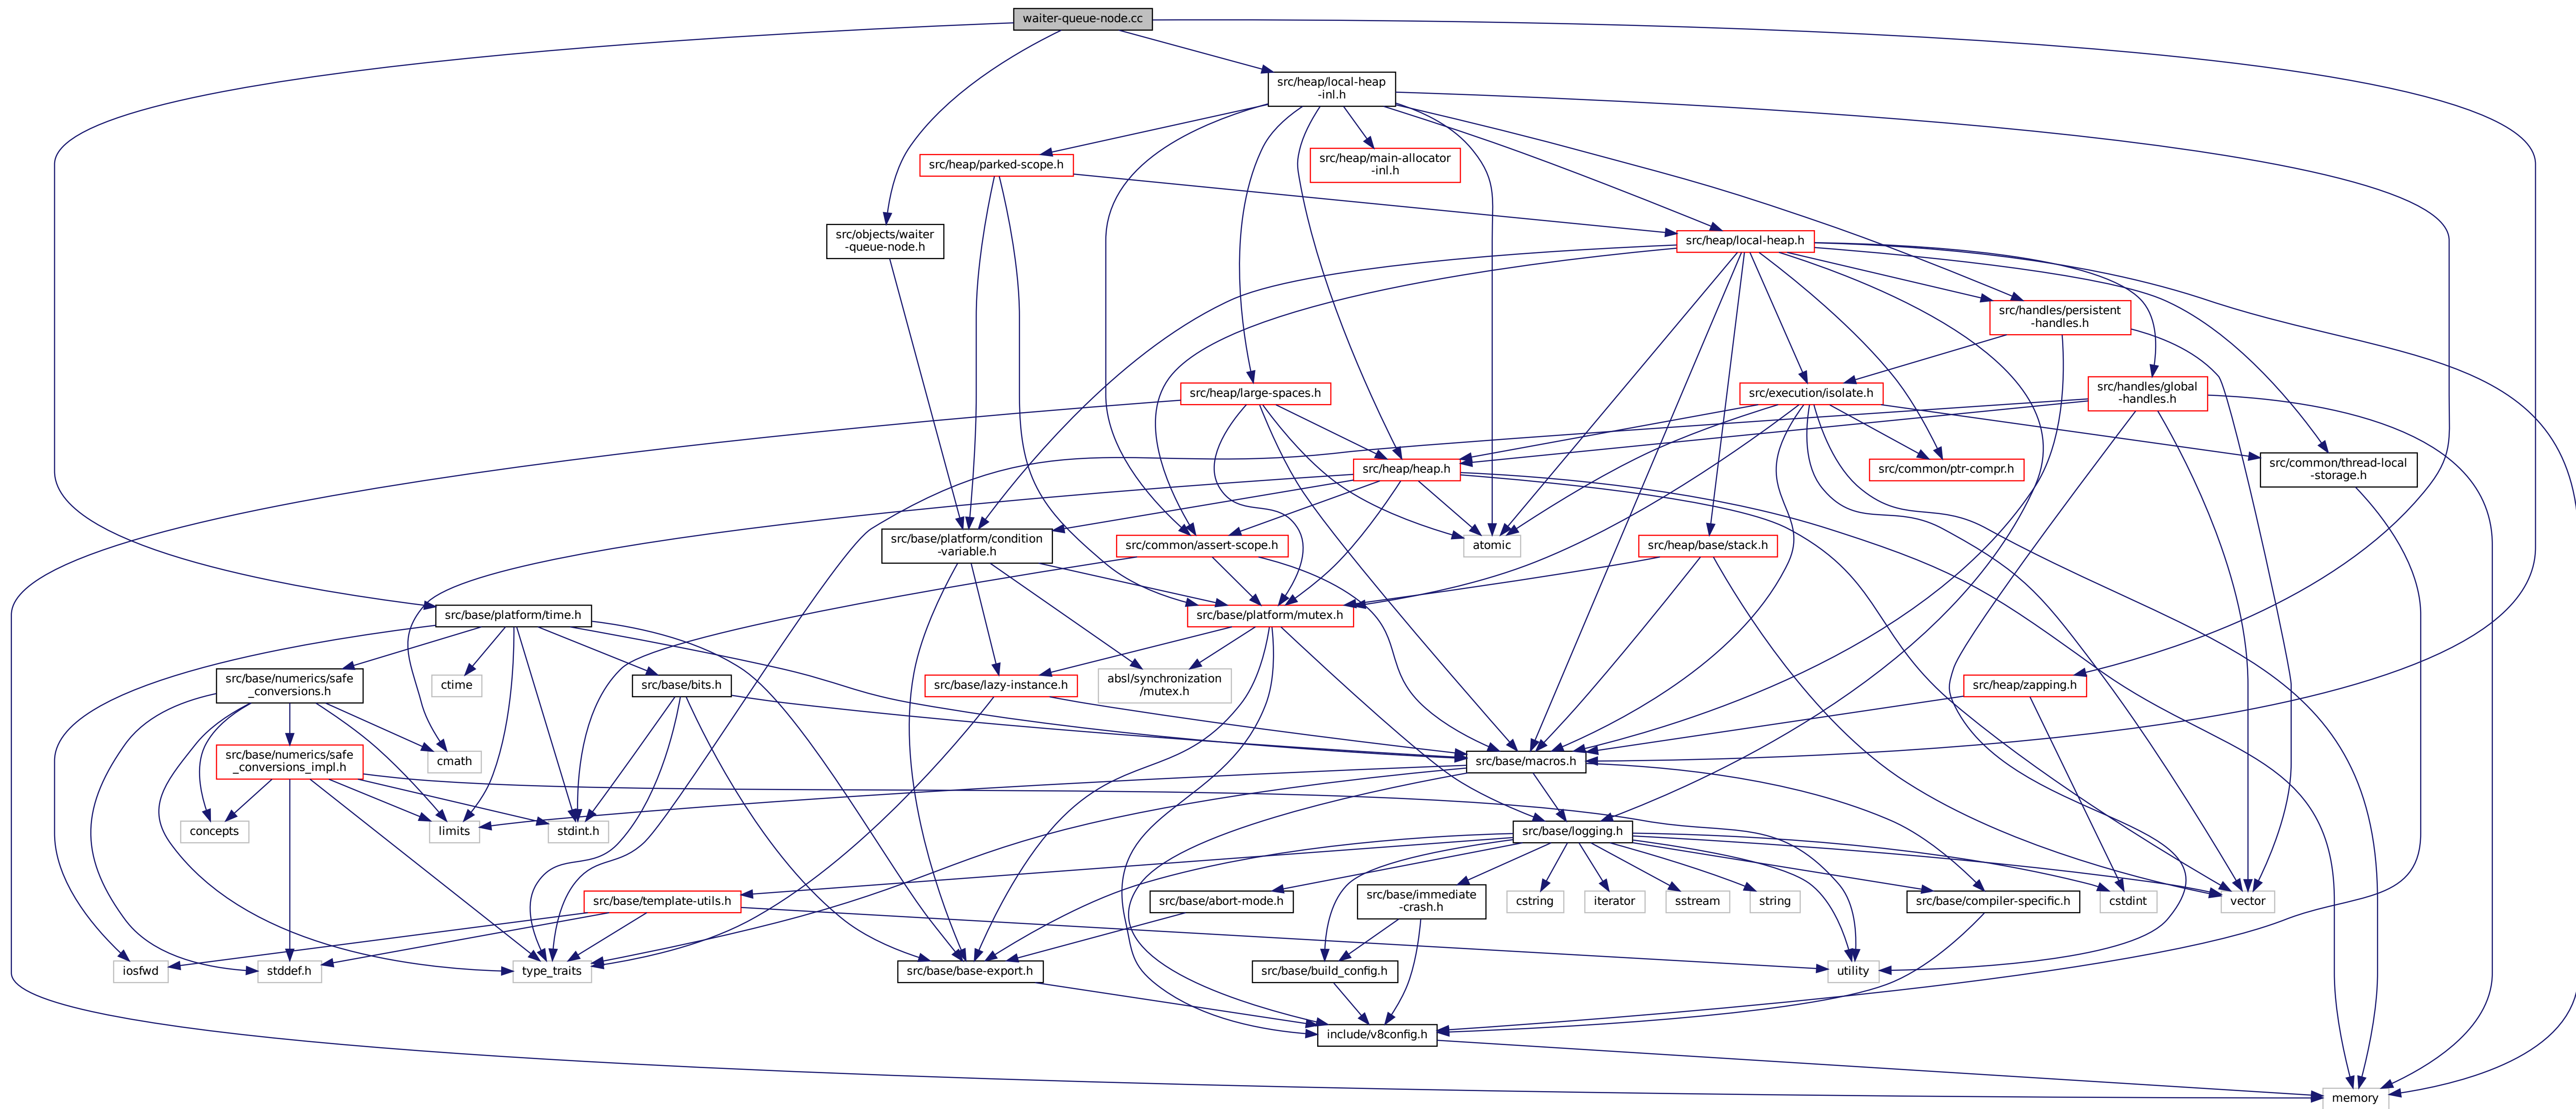 waiter-queue-node.cc
src/heap/local-heap
-inl.h
src/heap/parked-scope.h
src/heap/main-allocator
-inl.h
src/objects/waiter
-queue-node.h
src/heap/local-heap.h
src/handles/persistent
-handles.h
src/heap/large-spaces.h
src/execution/isolate.h
src/handles/global
-handles.h
src/heap/heap.h
src/common/ptr-compr.h
src/common/thread-local
-storage.h
src/base/platform/condition
-variable.h
src/common/assert-scope.h
atomic
src/heap/base/stack.h
src/base/platform/time.h
src/base/platform/mutex.h
src/base/numerics/safe
_conversions.h
ctime
src/base/bits.h
src/base/lazy-instance.h
absl/synchronization
/mutex.h
src/heap/zapping.h
src/base/numerics/safe
_conversions_impl.h
cmath
src/base/macros.h
concepts
limits
stdint.h
src/base/logging.h
src/base/template-utils.h
src/base/abort-mode.h
src/base/immediate
-crash.h
cstring
iterator
sstream
string
src/base/compiler-specific.h
cstdint
vector
iosfwd
stddef.h
type_traits
src/base/base-export.h
src/base/build_config.h
utility
include/v8config.h
memory